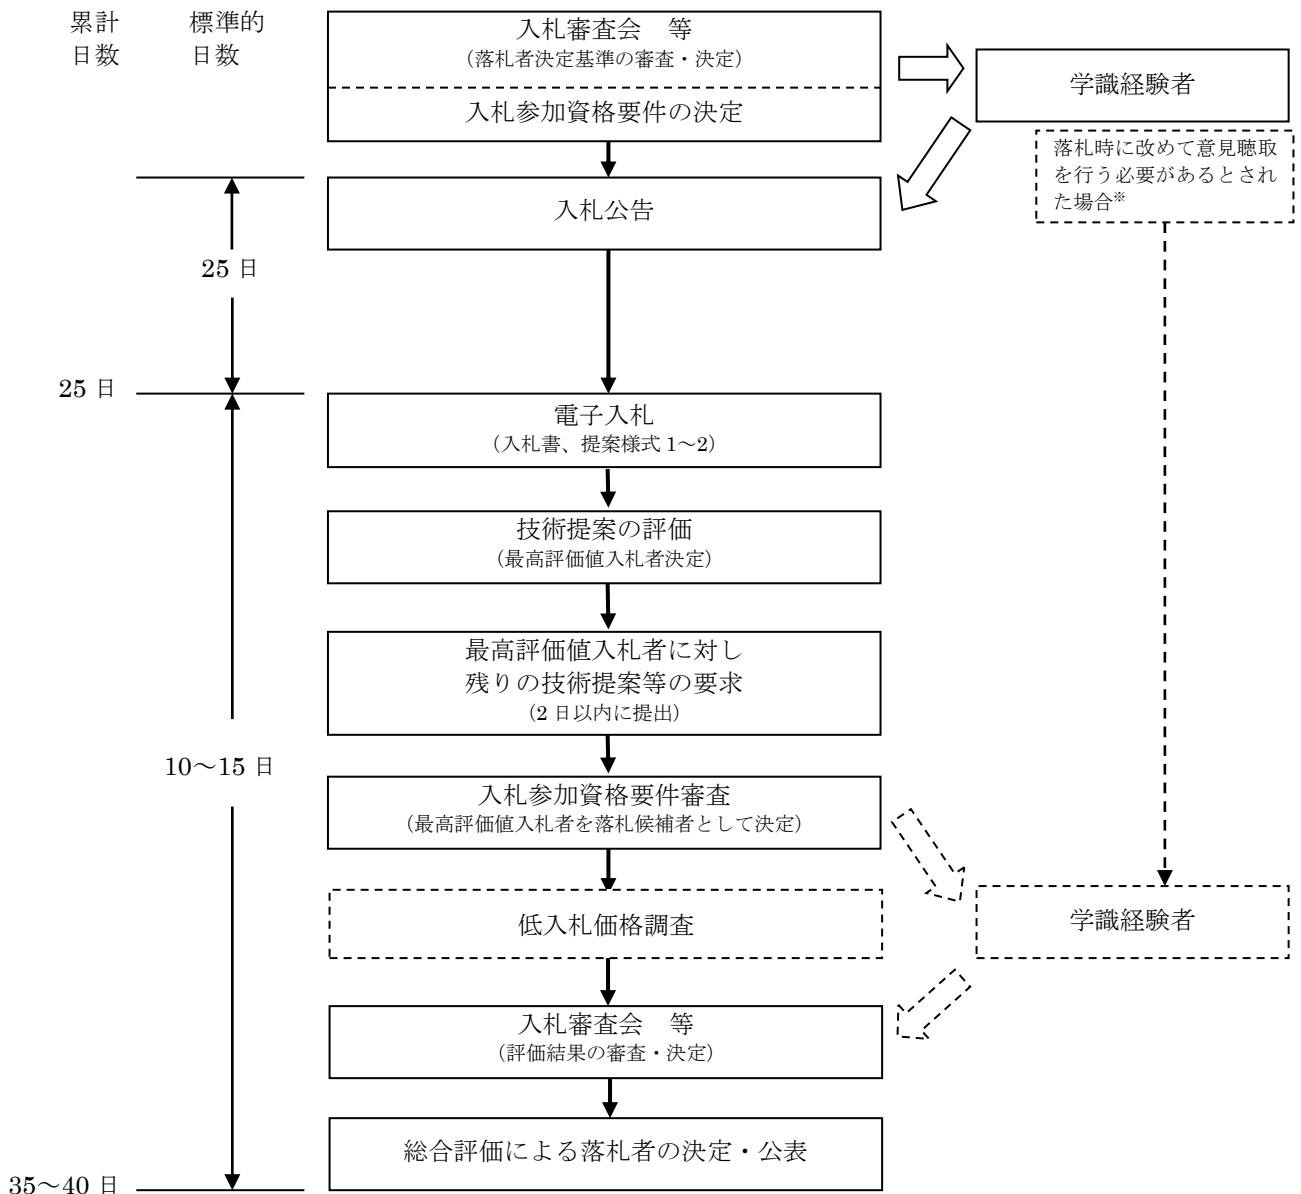 累計
日数
標準的
日数
入札審査会　等
（落札者決定基準の審査・決定）
入札参加資格要件の決定
学識経験者
落札時に改めて意見聴取
を行う必要があるとされ
た場合※
入札公告
25 日
25 日
電子入札
（入札書、提案様式 1～2）
技術提案の評価
（最高評価値入札者決定）
最高評価値入札者に対し
残りの技術提案等の要求
（2 日以内に提出）
10～15 日
入札参加資格要件審査
（最高評価値入札者を落札候補者として決定）
低入札価格調査
学識経験者
入札審査会　等
（評価結果の審査・決定）
総合評価による落札者の決定・公表
35～40 日